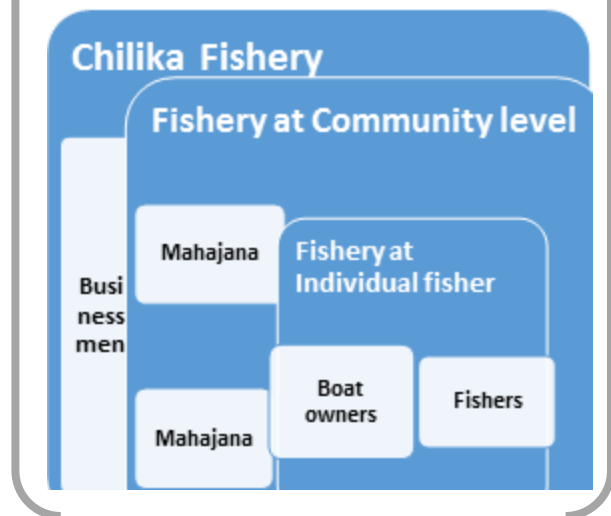 Chilika Fishery
Fishery at Community level
Busi
ness
men
Mahajana
Mahajana
Fishery at
Individual fisher
Boat
owners
Fishers